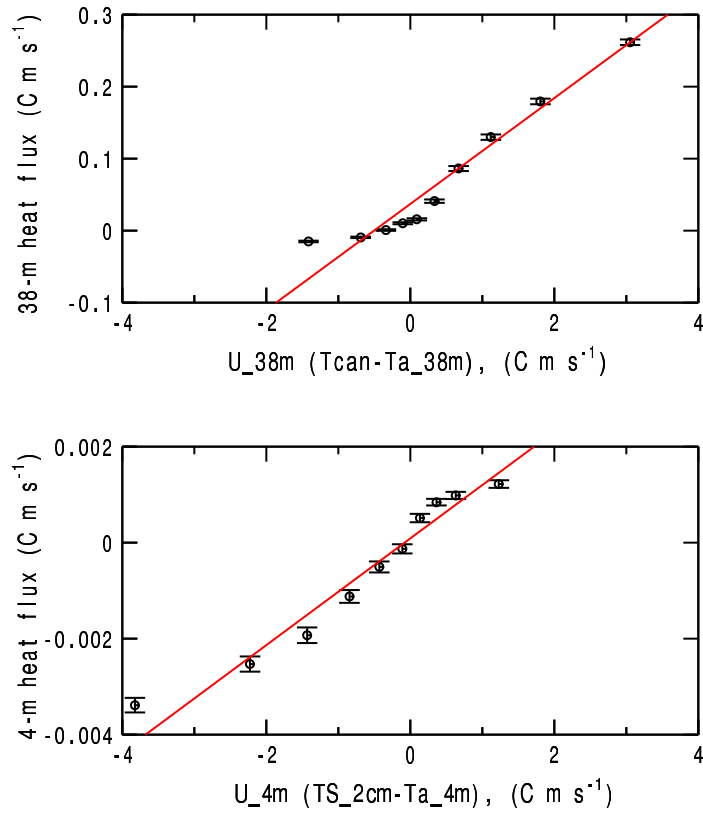 0.3
0.2
0.1
0
-0.1
38-m heat flux (C m s-1)
-4 -2 0 2 4
U_38m (Tcan-Ta_38m), (C m s-1)
0.002
0
-0.002
-0.004
4-m heat flux (C m s-1)
-4 -2 0 2 4
U_4m (TS_2cm-Ta_4m), (C m s-1)